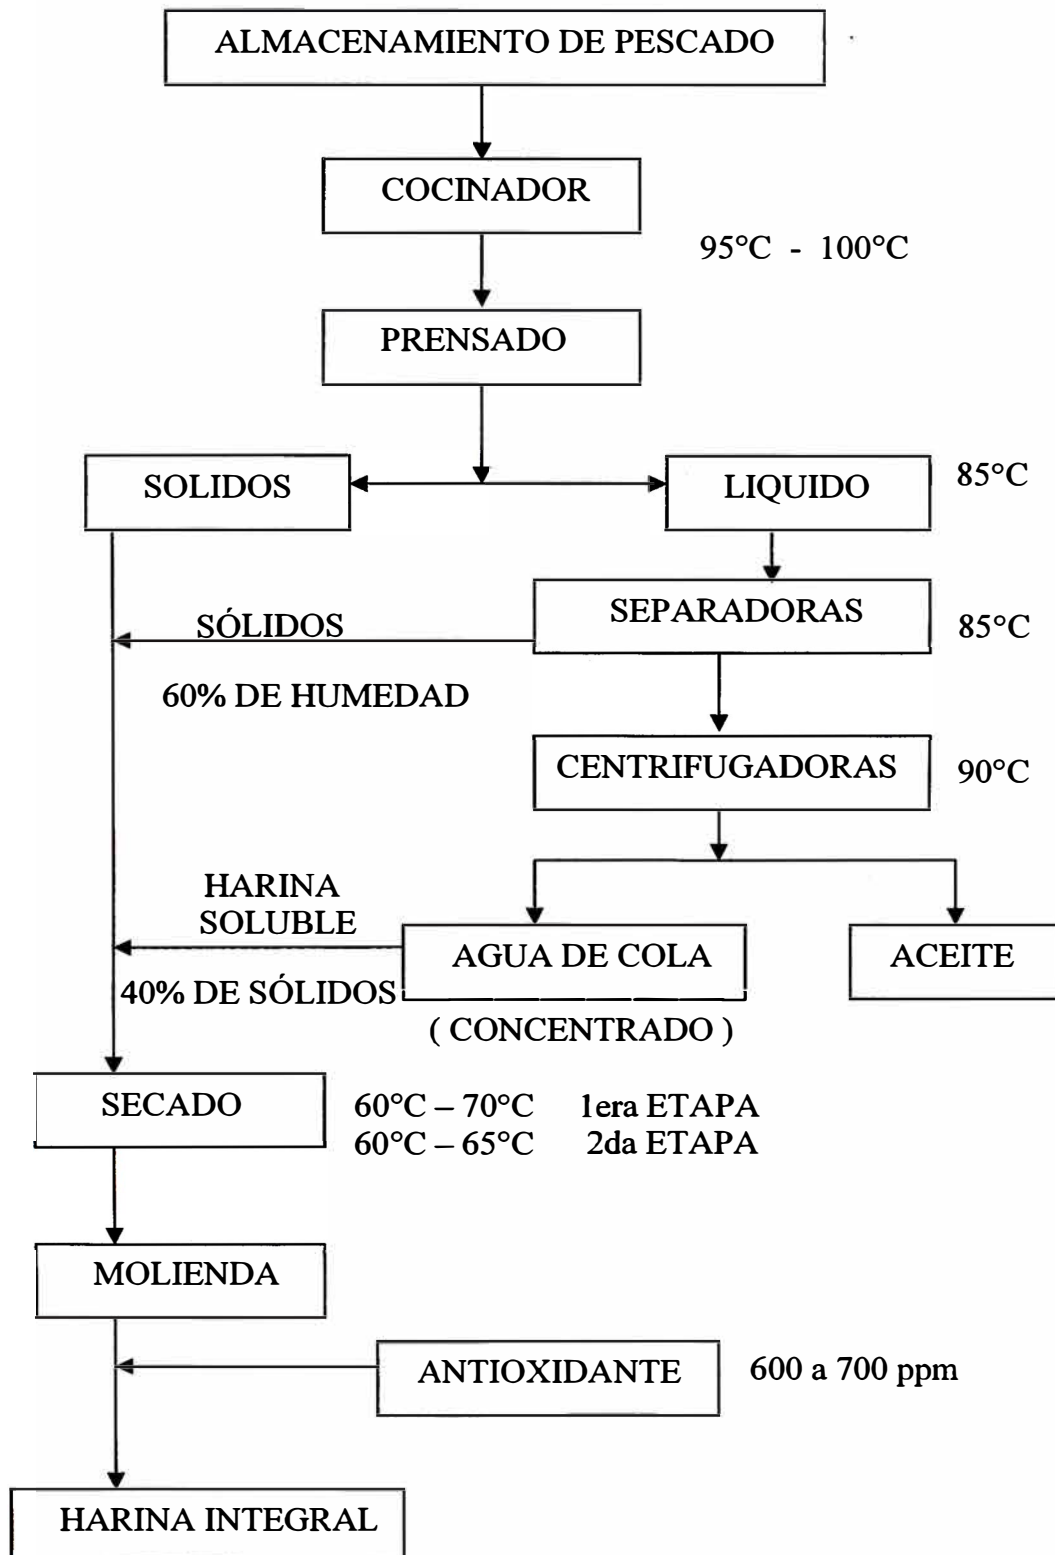 ALMACENAMIENTO DE PESCADO
COCINADOR
95°C - 100°C
PRENSADO
SOLIDOS
LIQUIDO
85°C
SEPARADORAS
85°C
SÓLIDOS
60% DE HUMEDAD
CENTRIFUGADORAS
90°C
HARINA
SOLUBLE
40% DE SÓLIDOS
AGUA DE COLA
( CONCENTRADO )
ACEITE
SECADO
60°C – 70°C 1era ETAPA
60°C – 65°C 2da ETAPA
MOLIENDA
ANTIOXIDANTE
600 a 700 ppm
HARINA INTEGRAL